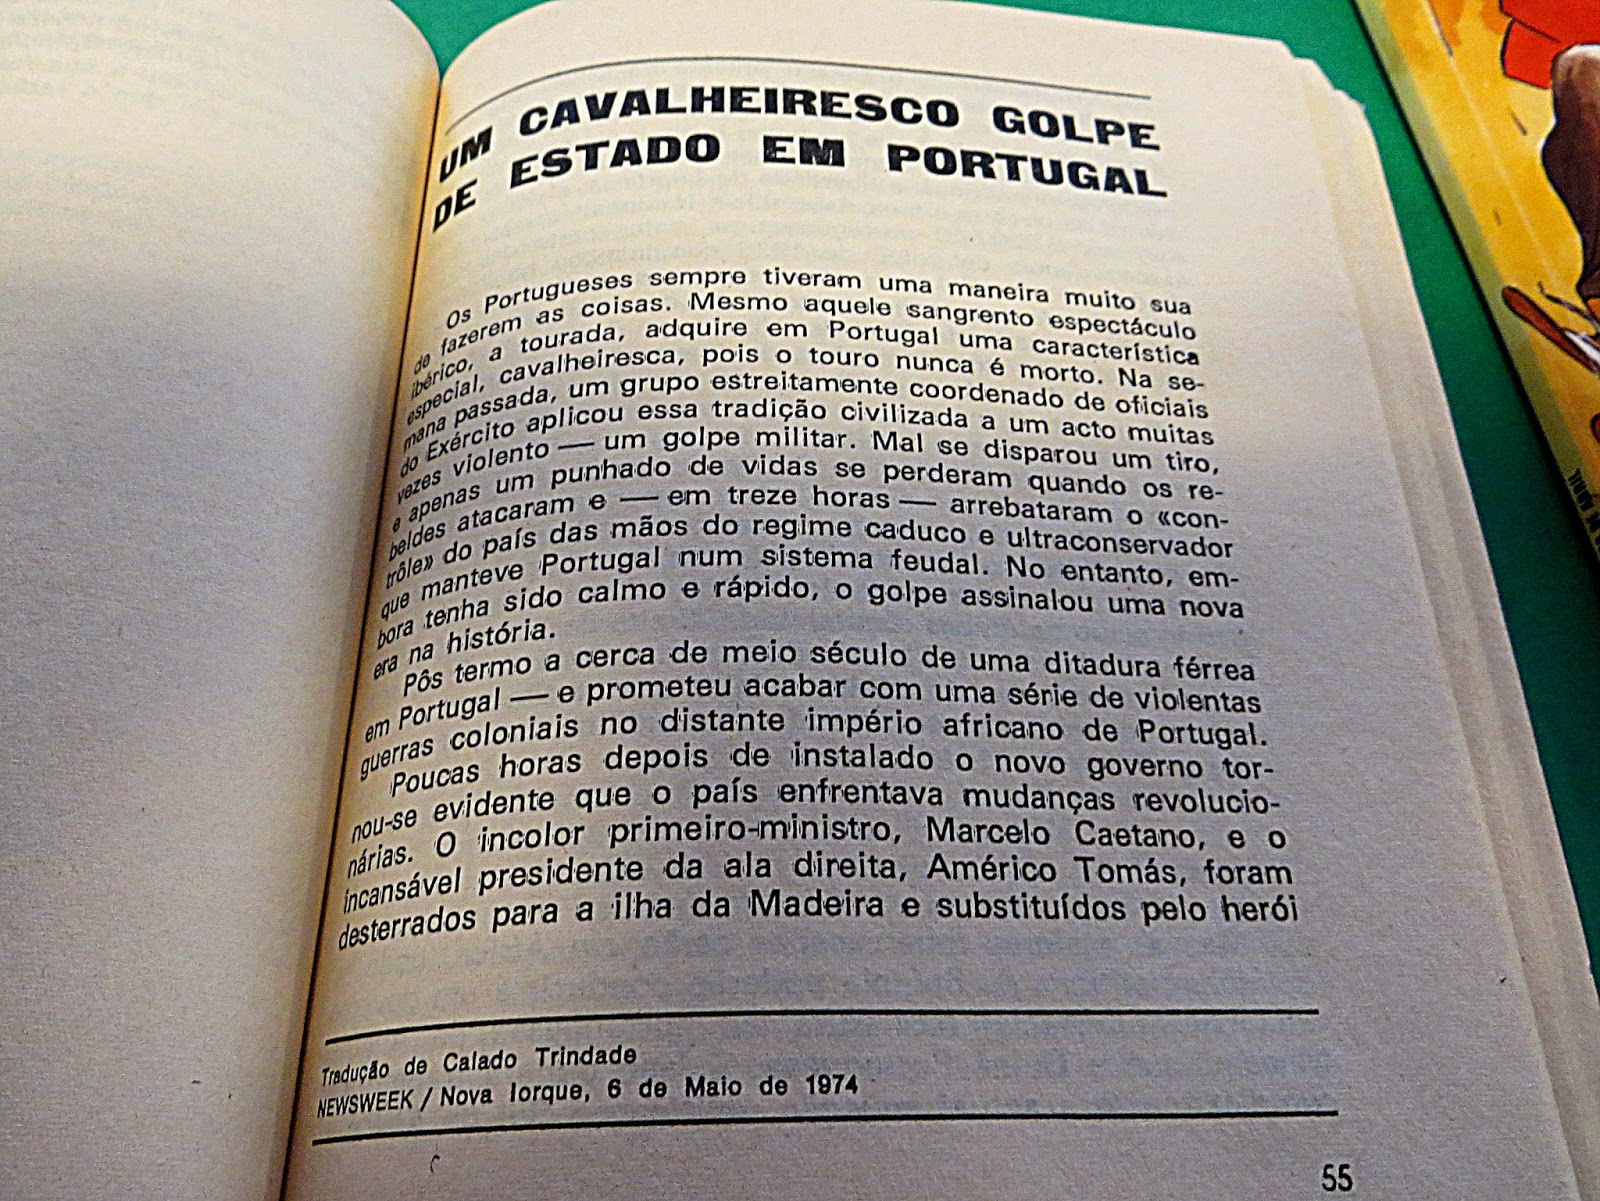 UM CAVALHEIRESCO GOLPE
DE ESTADO EM PORTUGAL
Os Portugueses sempre tiveram uma maneira muito sua
de fazerem as coisas. Mesmo aquele sangrento espectáculo
ibérico, a tourada, adquire em Portugal uma característica
especial, cavalheiresca, pois o touro nunca é morto. Na se-
mana passada, um grupo estreitamente coordenado de oficiais
do Exército aplicou essa tradição civilizada a um acto muitas
vezes violento — um golpe militar. Mal se disparou um tiro,
e apenas um punhado de vidas se perderam quando os re-
beldes atacaram e — em treze horas — arrebataram o «con-
trôle» do país das mãos do regime caduco e ultraconservador
que manteve Portugal num sistema feudal. No entanto, em-
bora tenha sido calmo e rápido, o golpe assinalou uma nova
era na história.
Pôs termo a cerca de meio século de uma ditadura férrea
em Portugal — e prometeu acabar com uma série de violentas
guerras coloniais no distante império africano de Portugal.
Poucas horas depois de instalado o novo governo tor-
nou-se evidente que o país enfrentava mudanças revolucio-
nárias. O incolor primeiro-ministro, Marcelo Caetano, e o
incansável presidente da ala direita, Américo Tomás, foram
desterrados para a ilha da Madeira e substituídos pelo herói
Tradução de Calado Trindade
NEWSWEEK / Nova Iorque, 6 de Maio de 1974
55